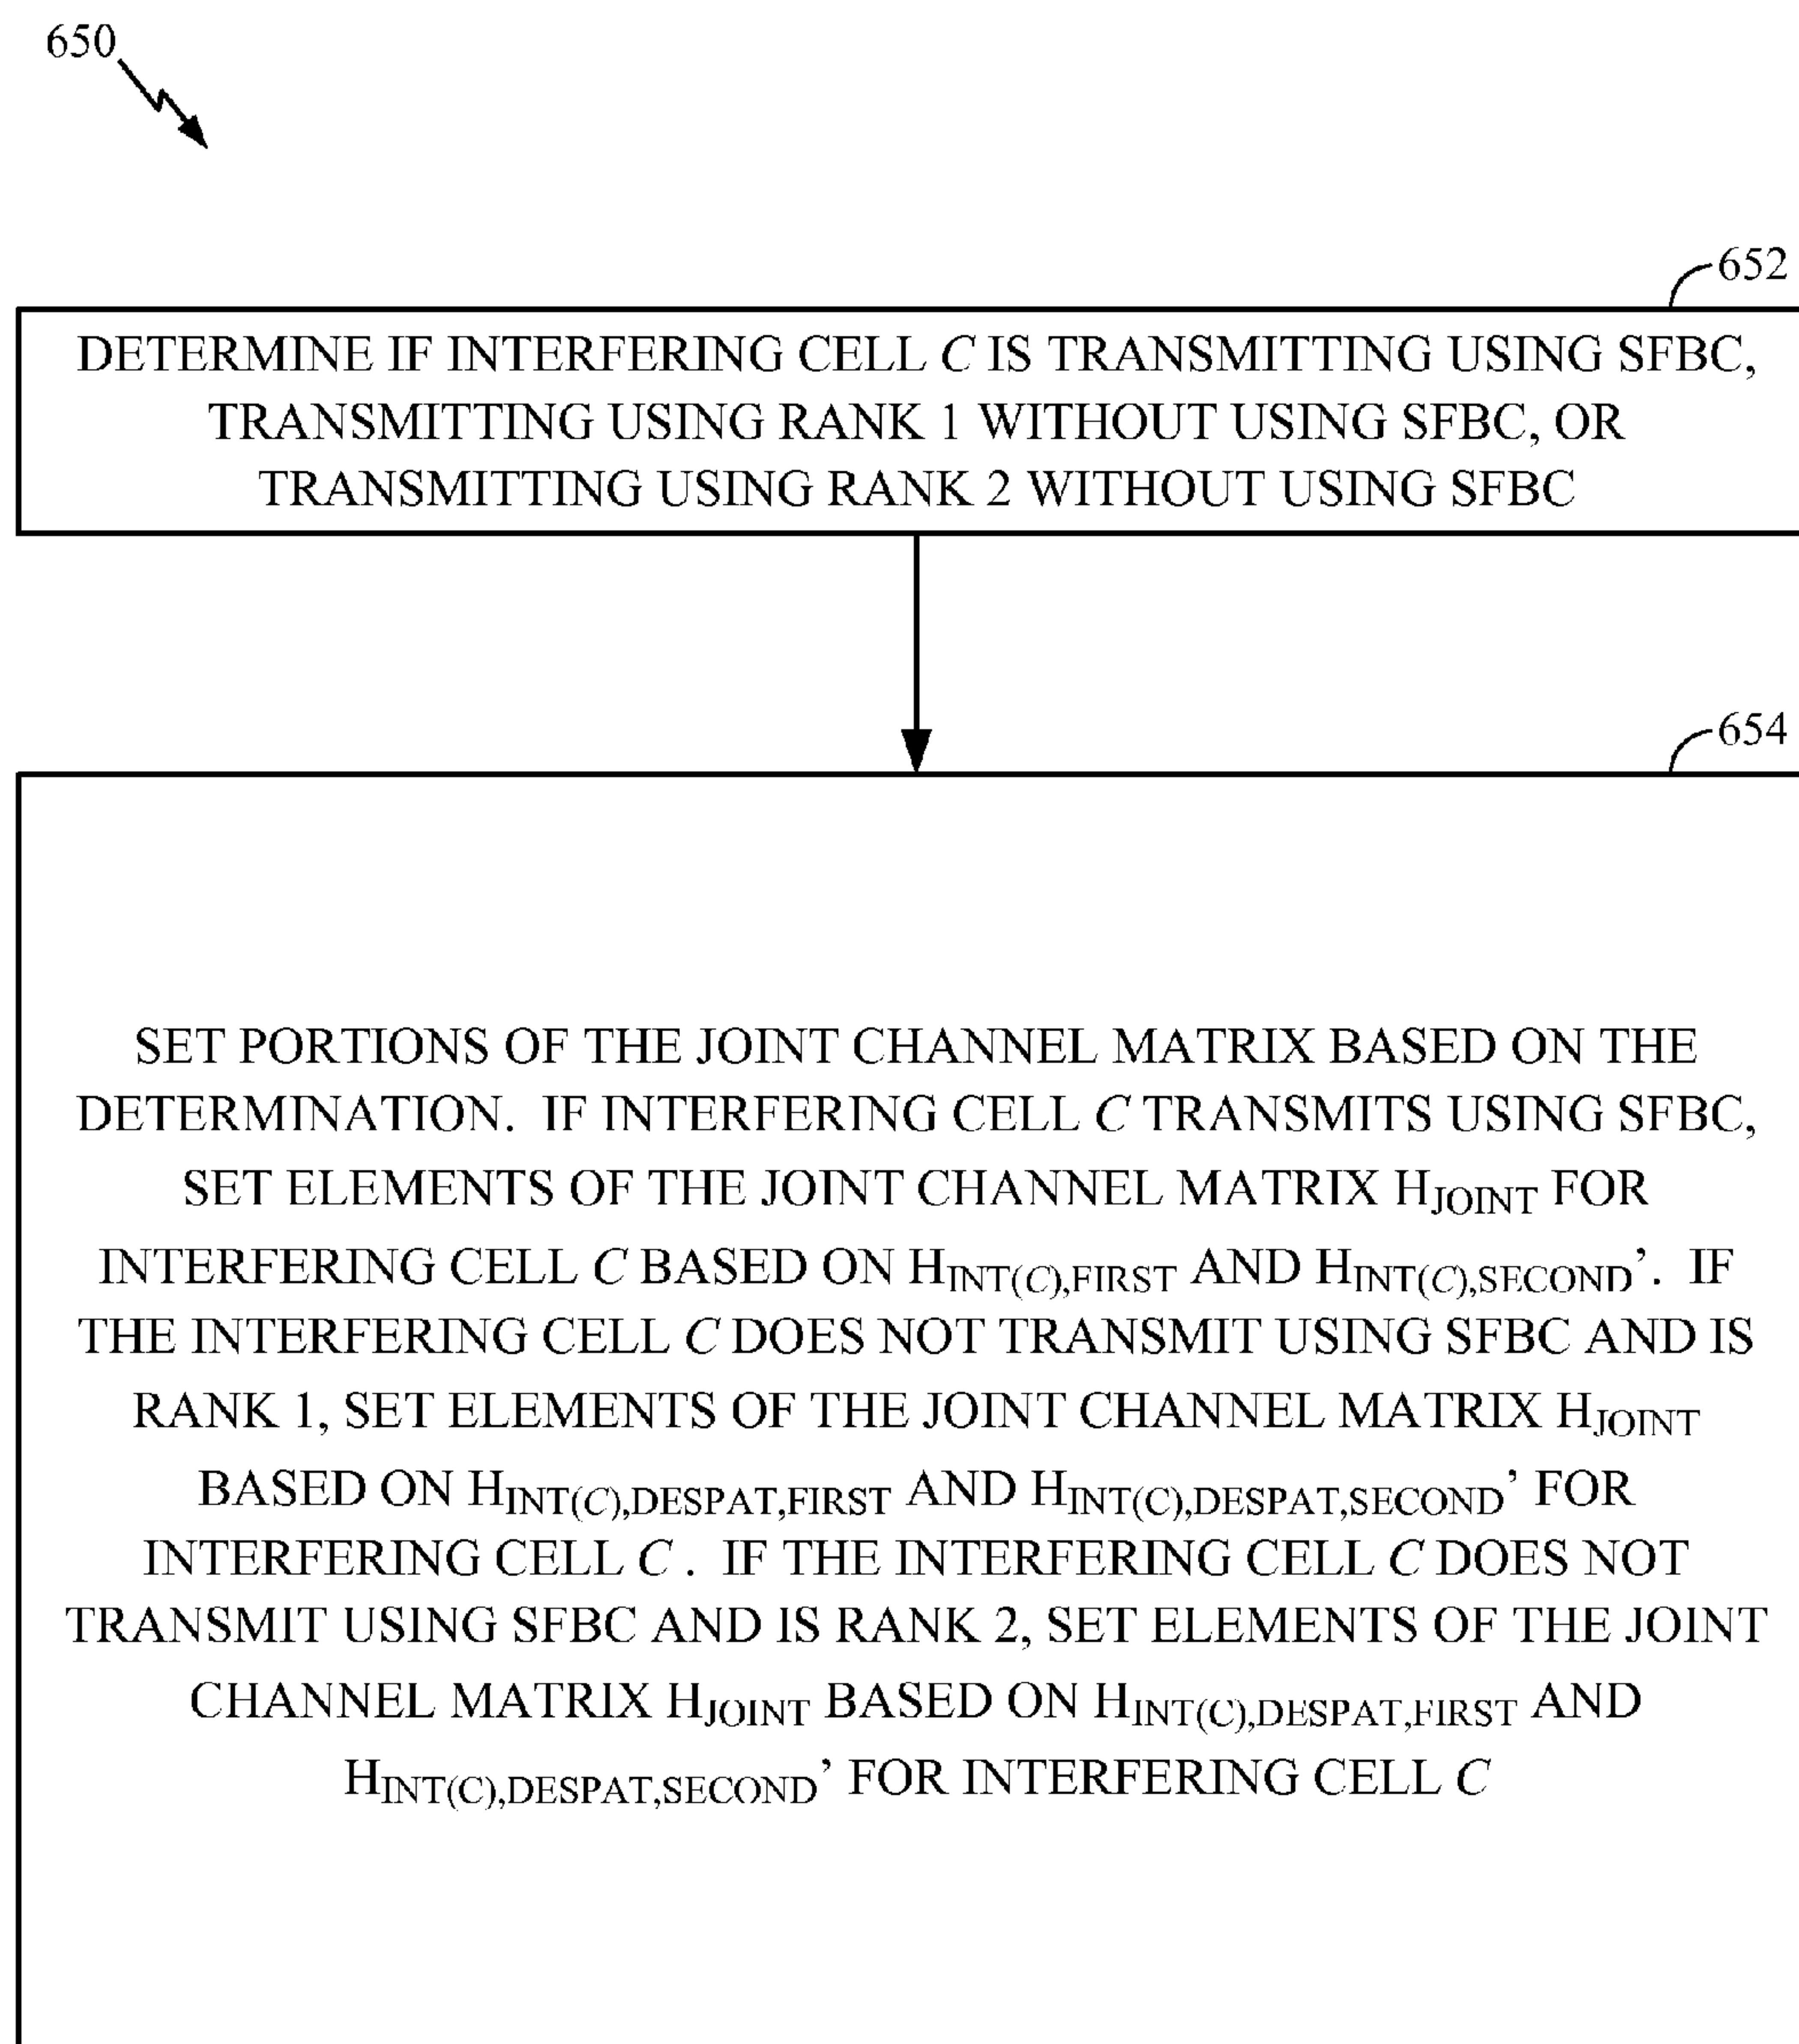 650
652
DETERMINE IF INTERFERING CELL C IS TRANSMITTING USING SFBC,
TRANSMITTING USING RANK 1 WITHOUT USING SFBC, OR
TRANSMITTING USING RANK 2 WITHOUT USING SFBC
654
SET PORTIONS OF THE JOINT CHANNEL MATRIX BASED ON THE
DETERMINATION. IF INTERFERING CELL C TRANSMITS USING SFBC,
SET ELEMENTS OF THE JOINT CHANNEL MATRIX HJOINT FOR
INTERFERING CELL C BASED ON HINT(C),FIRST AND HINT(C),SECOND’. IF
THE INTERFERING CELL C DOES NOT TRANSMIT USING SFBC AND IS
RANK 1, SET ELEMENTS OF THE JOINT CHANNEL MATRIX HJOINT
BASED ON HINT(C),DESPAT,FIRST AND HINT(C),DESPAT,SECOND’ FOR
INTERFERING CELL C . IF THE INTERFERING CELL C DOES NOT
TRANSMIT USING SFBC AND IS RANK 2, SET ELEMENTS OF THE JOINT
CHANNEL MATRIX HJOINT BASED ON HINT(C),DESPAT,FIRST AND
HINT(C),DESPAT,SECOND’ FOR INTERFERING CELL C